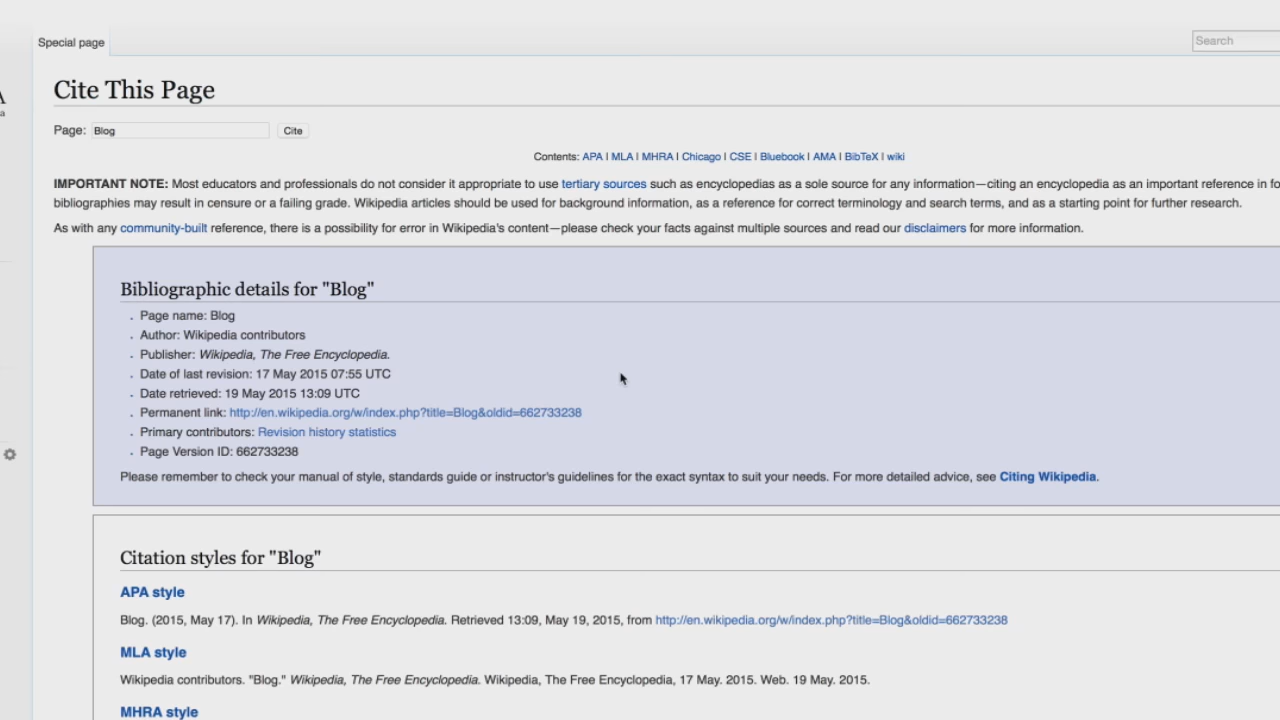 Special page
Search
A
a
Cite This Page
Page: Blog Cite
Contents: APA | MLA | MHRA | Chicago | CSE | Bluebook | AMA | BibTeX | wiki
IMPORTANT NOTE: Most educators and professionals do not consider it appropriate to use tertiary sources such as encyclopedias as a sole source for any information—citing an encyclopedia as an important reference in fo
bibliographies may result in censure or a failing grade. Wikipedia articles should be used for background information, as a reference for correct terminology and search terms, and as a starting point for further research.
As with any community-built reference, there is a possibility for error in Wikipedia's content—please check your facts against multiple sources and read our disclaimers for more information.
Bibliographic details for "Blog"
Page name: Blog
Author: Wikipedia contributors
Publisher: Wikipedia, The Free Encyclopedia.
Date of last revision: 17 May 2015 07:55 UTC
Date retrieved: 19 May 2015 13:09 UTC
Permanent link: http://en.wikipedia.org/w/index.php?title=Blog&oldid=662733238
Primary contributors: Revision history statistics
Page Version ID: 662733238
Please remember to check your manual of style, standards guide or instructor's guidelines for the exact syntax to suit your needs. For more detailed advice, see Citing Wikipedia.
Citation styles for "Blog"
APA style
Blog. (2015, May 17). In Wikipedia, The Free Encyclopedia. Retrieved 13:09, May 19, 2015, from http://en.wikipedia.org/w/index.php?title=Blog&oldid=662733238
MLA style
Wikipedia contributors. "Blog." Wikipedia, The Free Encyclopedia. Wikipedia, The Free Encyclopedia, 17 May. 2015. Web. 19 May. 2015.
MHRA style